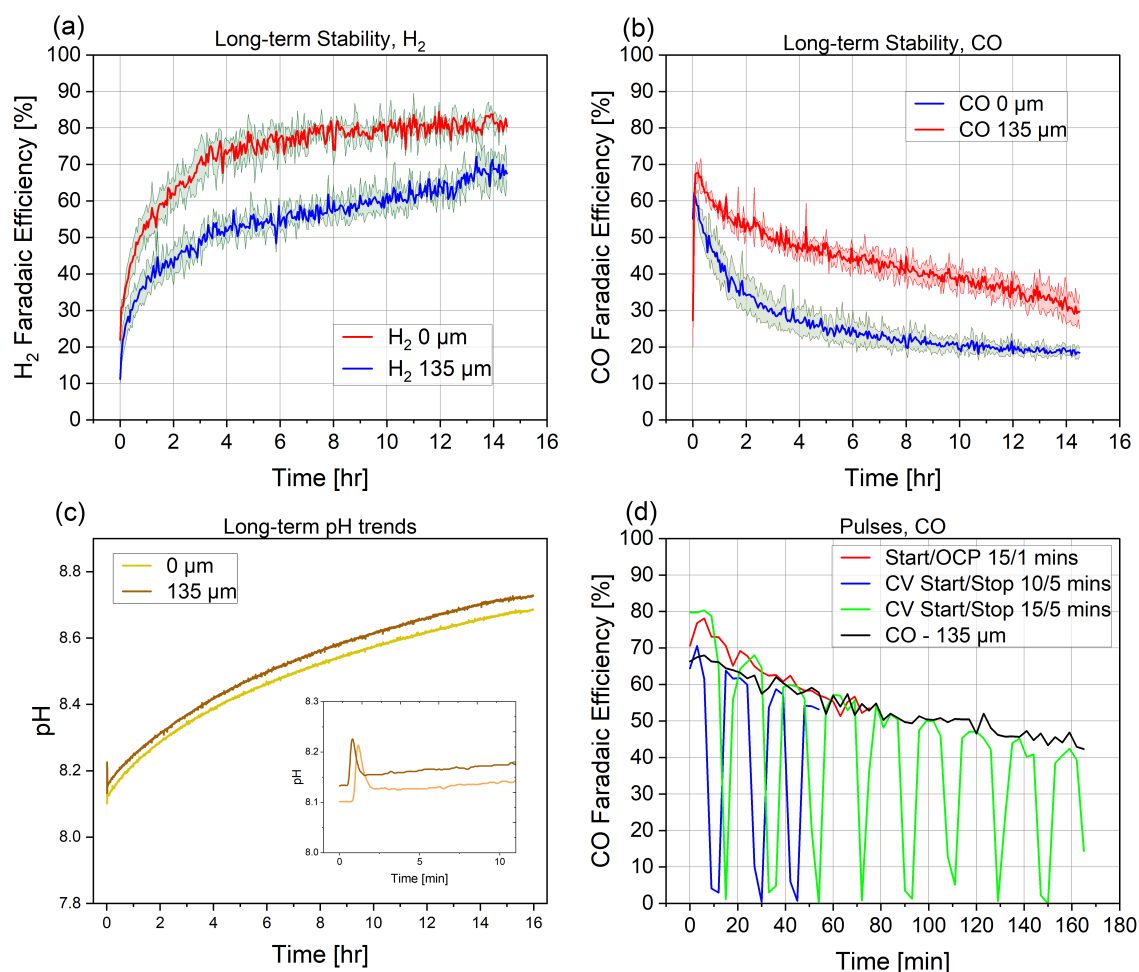 (a)
Long-term Stability, H₂
H₂ Faradaic Efficiency [%]
100
90
80
70
60
50
40
30
20
10
0
H₂ 0 µm
H₂ 135 µm
0 2 4 6 8 10 12 14 16
Time [hr]
(b)
Long-term Stability, CO
CO Faradaic Efficiency [%]
100
90
80
70
60
50
40
30
20
10
0
CO 0 µm
CO 135 µm
0 2 4 6 8 10 12 14 16
Time [hr]
(c)
Long-term pH trends
pH
8.8
8.6
8.4
8.2
8.0
7.8
0 µm
135 µm
pH
8.3
8.2
8.1
8.0
0 5 10
Time [min]
0 2 4 6 8 10 12 14 16
Time [hr]
(d)
Pulses, CO
CO Faradaic Efficiency [%]
100
90
80
70
60
50
40
30
20
10
0
Start/OCP 15/1 mins
CV Start/Stop 10/5 mins
CV Start/Stop 15/5 mins
CO - 135 µm
0 20 40 60 80 100 120 140 160 180
Time [min]